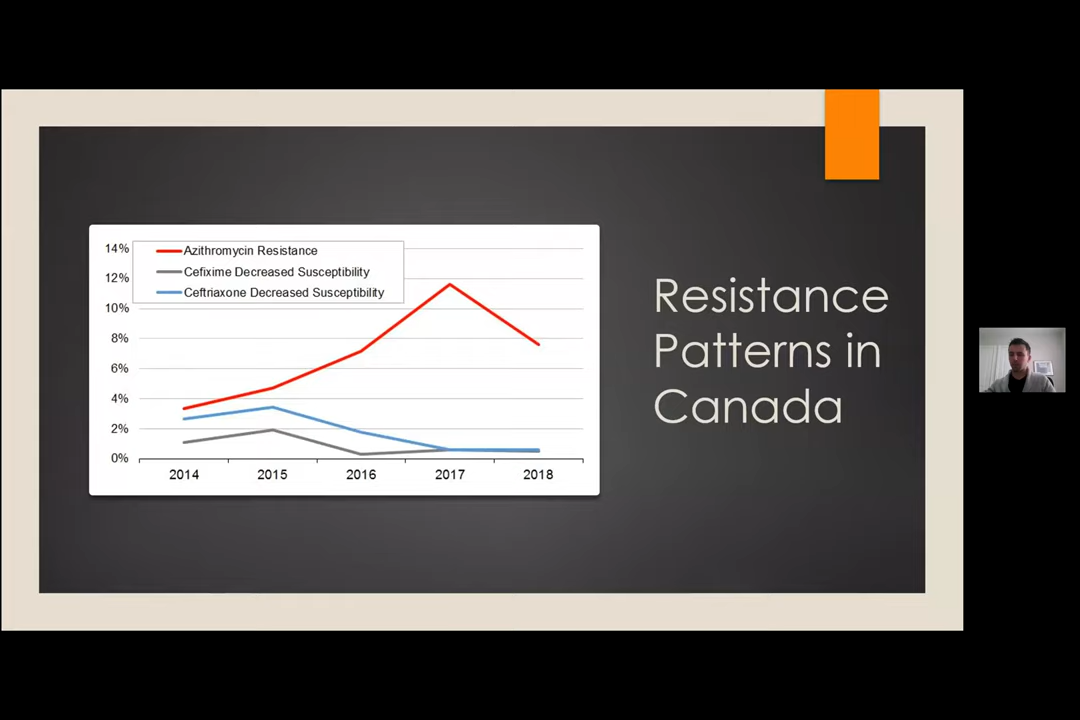 Resistance
Patterns in
Canada
Azithromycin Resistance
Cefixime Decreased Susceptibility
Ceftriaxone Decreased Susceptibility
14%
12%
10%
8%
6%
4%
2%
0%
2014 2015 2016 2017 2018